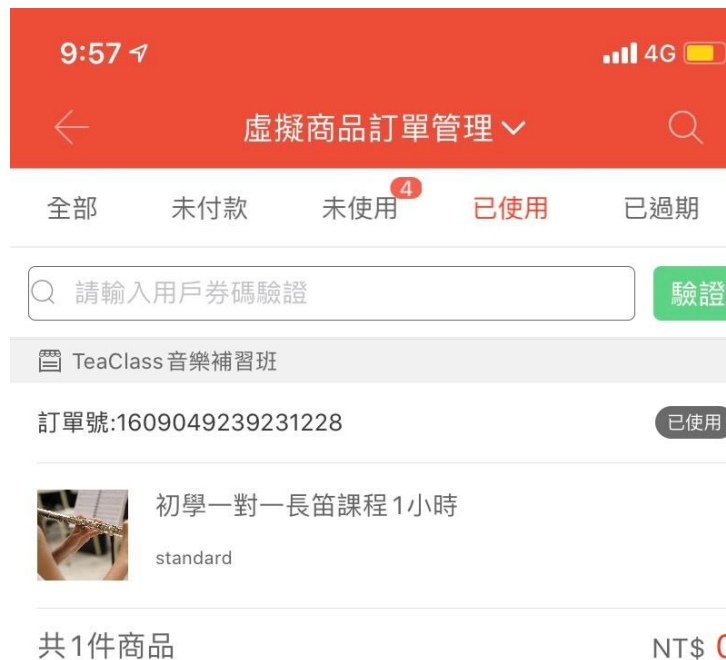 9:57 4G
虛擬商品訂單管理
全部 未付款 未使用 4 已使用 已過期
請輸入用戶券碼驗證 驗證
TeaClass音樂補習班
訂單號:1609049239231228 已使用
初學一對一長笛課程1小時
standard
共1件商品 NT$